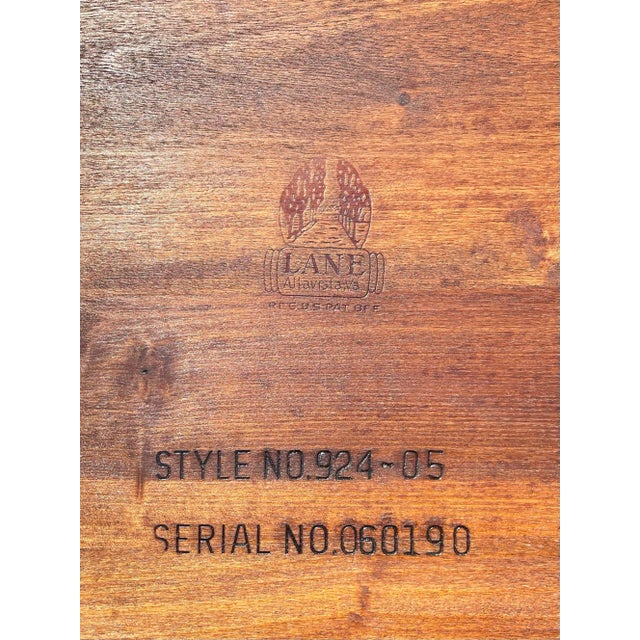 LANE
Altavista, Va.
REG.U.S.PAT.OFF.
STYLE NO.924-05
SERIAL NO.060190